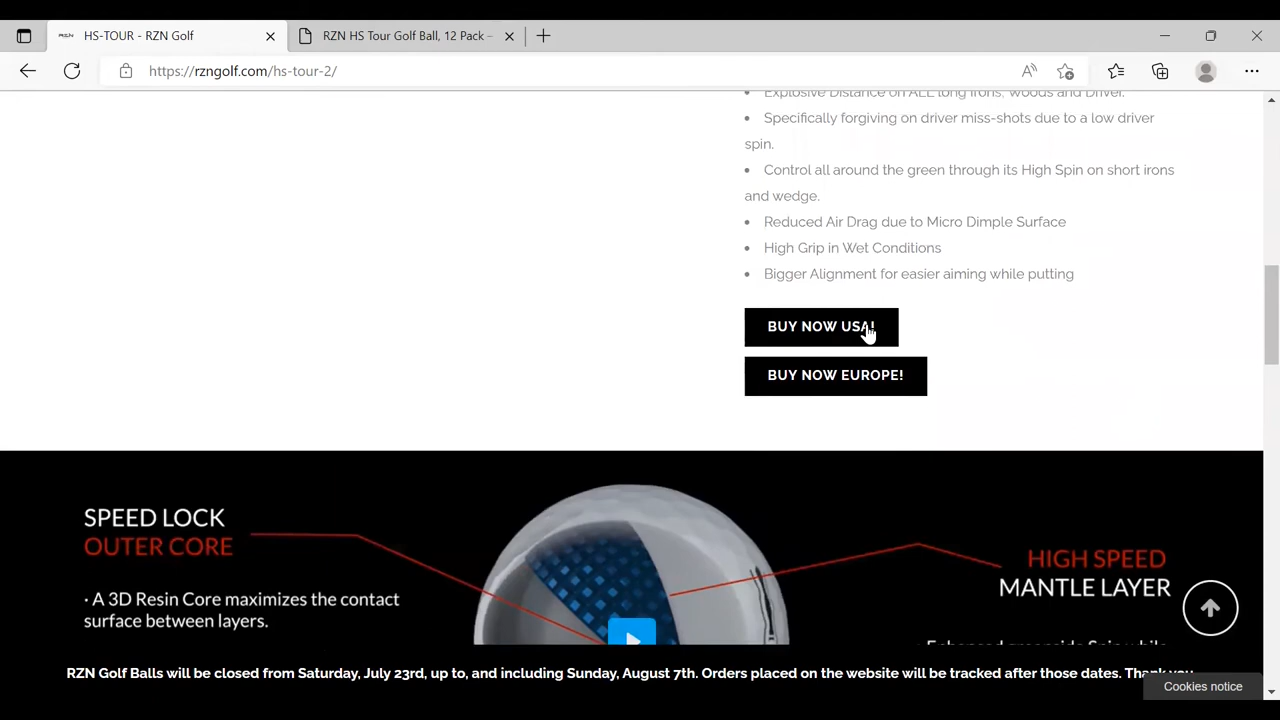 HS-TOUR - RZN Golf
RZN HS Tour Golf Ball, 12 Pack –
https://rzngolf.com/hs-tour-2/
• Explosive Distance on ALL long Irons, Woods and Driver.
• Specifically forgiving on driver miss-shots due to a low driver
spin.
• Control all around the green through its High Spin on short irons
and wedge.
• Reduced Air Drag due to Micro Dimple Surface
• High Grip in Wet Conditions
• Bigger Alignment for easier aiming while putting
BUY NOW USA!
BUY NOW EUROPE!
SPEED LOCK
OUTER CORE
· A 3D Resin Core maximizes the contact
surface between layers.
HIGH SPEED
MANTLE LAYER
· Enhanced greenside Spin while
RZN Golf Balls will be closed from Saturday, July 23rd, up to, and including Sunday, August 7th. Orders placed on the website will be tracked after those dates. Thank you
Cookies notice